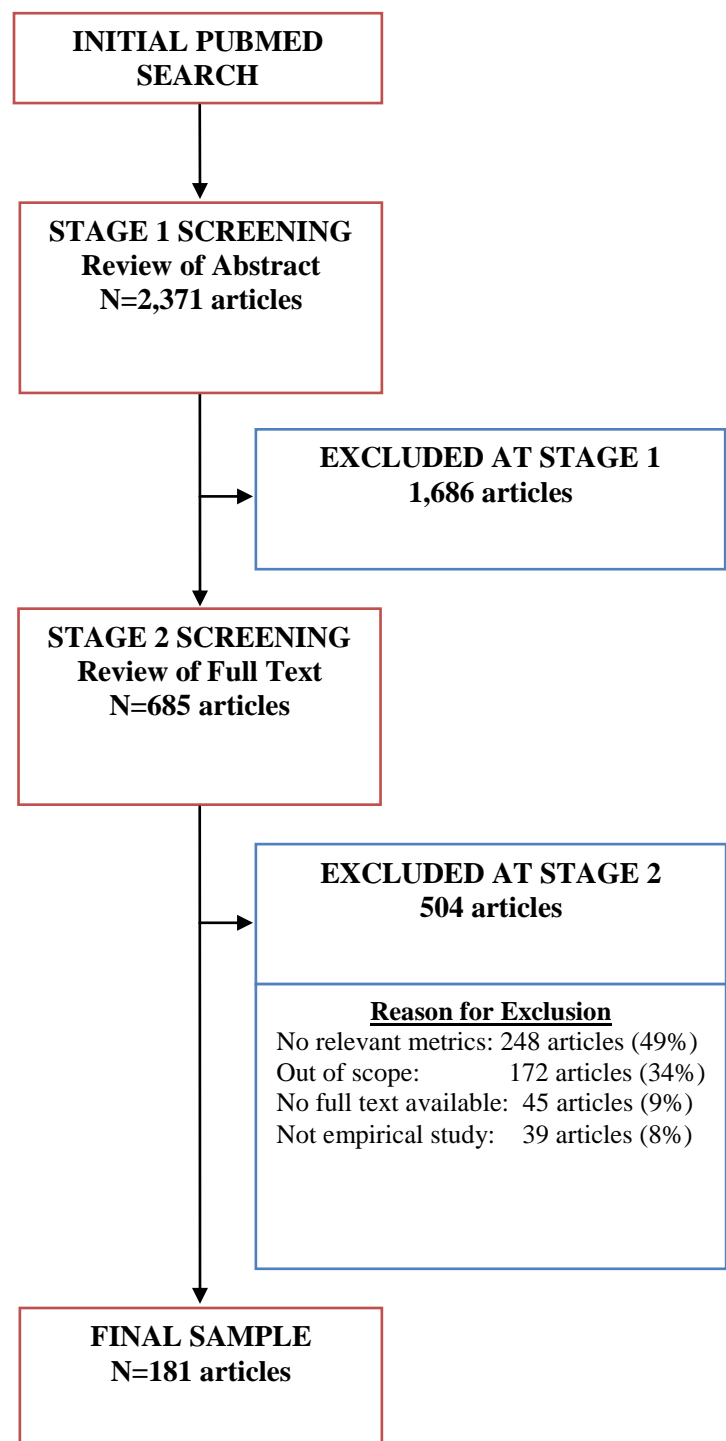 INITIAL PUBMED
SEARCH
STAGE 1 SCREENING
Review of Abstract
N=2,371 articles
EXCLUDED AT STAGE 1
1,686 articles
STAGE 2 SCREENING
Review of Full Text
N=685 articles
EXCLUDED AT STAGE 2
504 articles
Reason for Exclusion
No relevant metrics: 248 articles (49%)
Out of scope: 172 articles (34%)
No full text available: 45 articles (9%)
Not empirical study: 39 articles (8%)
FINAL SAMPLE
N=181 articles